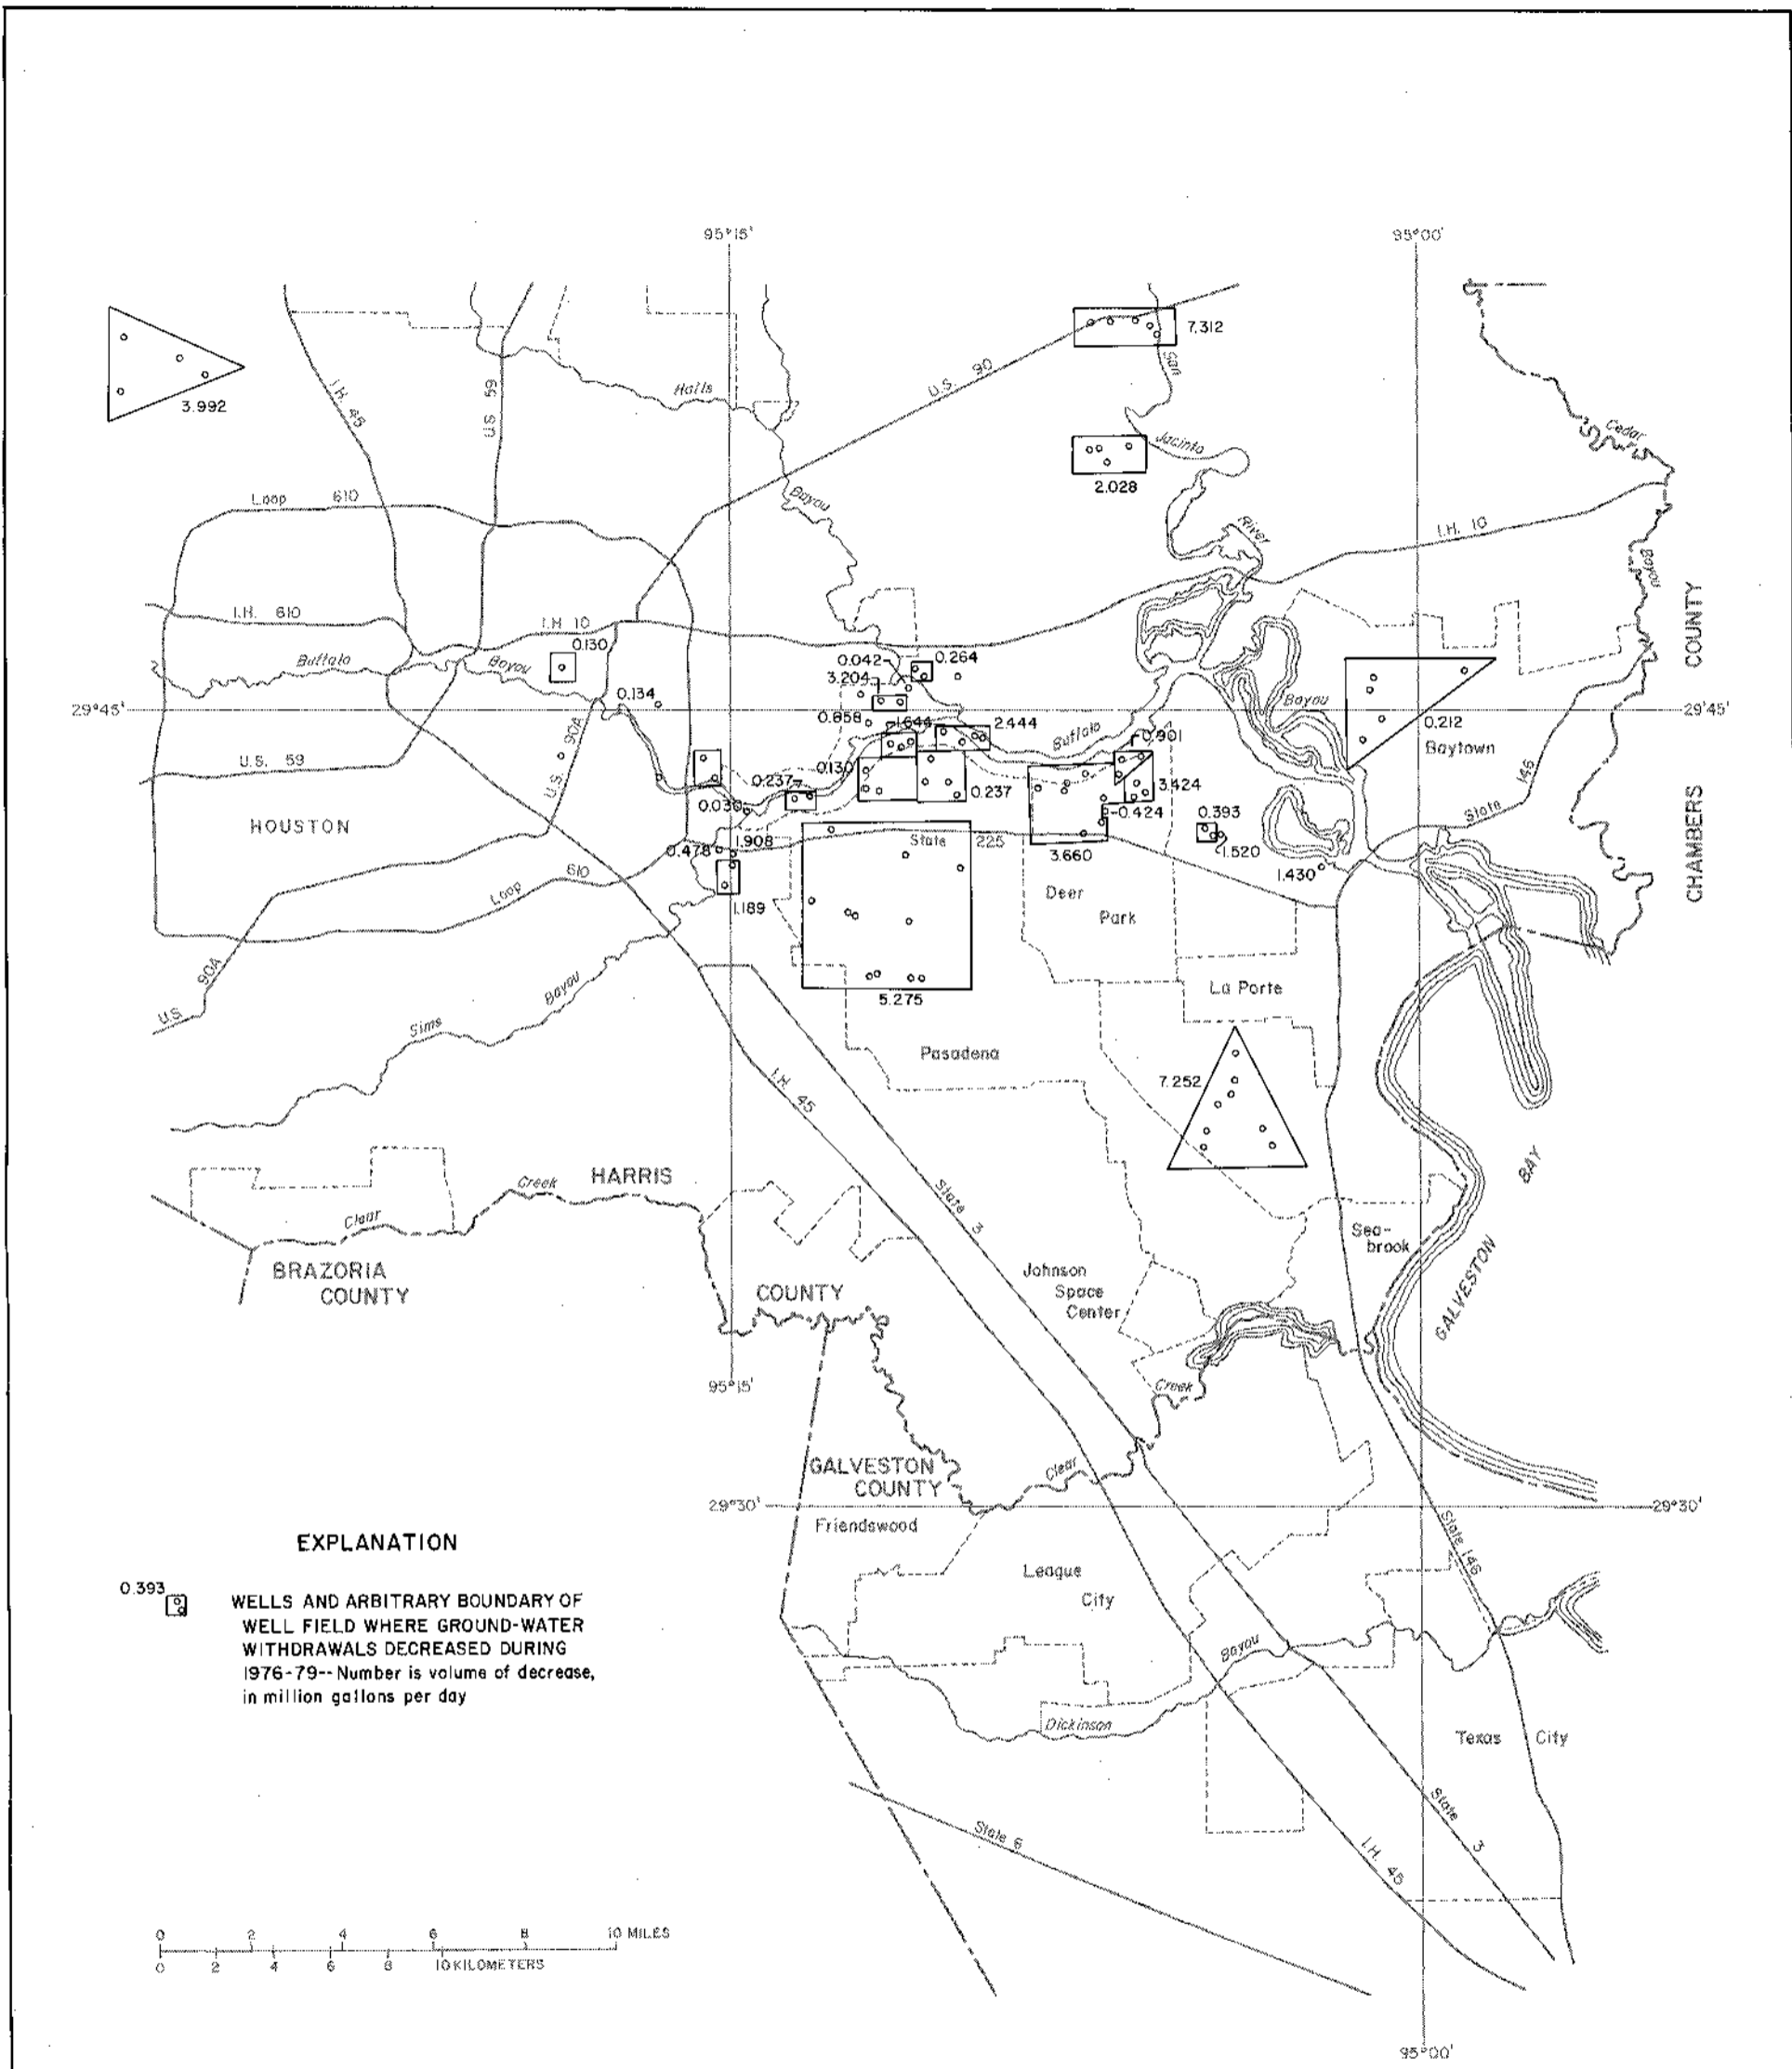 95°15'
95°00'
7.312
3.992
I.H. 45
U.S. 59
Halls
U.S. 90
San
Jacinto
2.028
River
Cedar
Loop 610
Bayou
I.H. 10
Bayou
COUNTY
CHAMBERS
I.H. 610
I.H 10
0.130
Buffalo
Bayou
0.134
0.042
0.264
3.204
0.858
1.644
2.444
Buffalo
Bayou
0.901
0.212
Baytown
29°45'
29°45'
U.S. 59
U.S. 90A
0.237
0.130
0.237
3.424
0.424
0.393
1.520
0.030
HOUSTON
0.478
1.908
State 225
3.660
1.430
State 146
Loop 610
1.189
Deer
Park
U.S. 90A
Sims Bayou
5.275
La Porte
Pasadena
7.252
I.H. 45
State 3
BAY
GALVESTON
Clear Creek
HARRIS
COUNTY
BRAZORIA
COUNTY
Sea-
brook
Johnson
Space
Center
95°15'
Creek
Clear
GALVESTON
COUNTY
29°30'
29°30'
Friendswood
League
City
State 146
EXPLANATION
0.393
WELLS AND ARBITRARY BOUNDARY OF
WELL FIELD WHERE GROUND-WATER
WITHDRAWALS DECREASED DURING
1976-79--Number is volume of decrease,
in million gallons per day
Bayou
Dickinson
Texas City
State 6
I.H. 45
State 3
0 2 4 6 8 10 MILES
0 2 4 6 8 10 KILOMETERS
95°00'